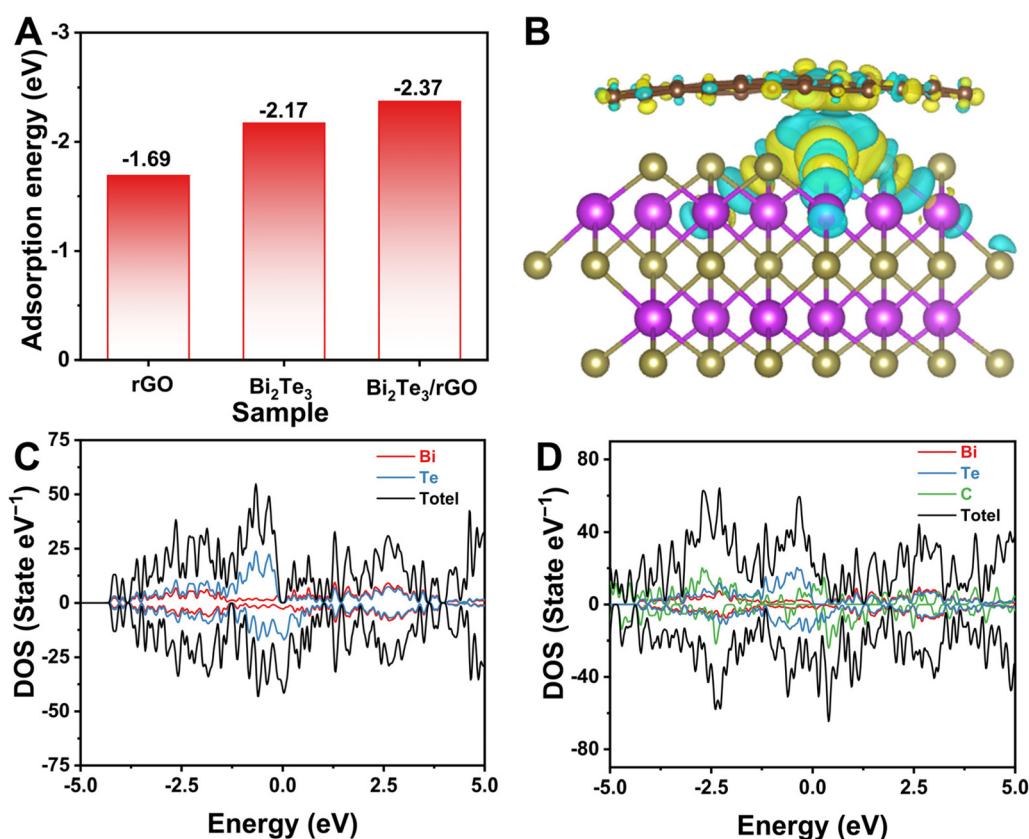 A
Adsorption energy (eV)
-3
-2
-1
0
-1.69
-2.17
-2.37
rGO
Bi₂Te₃
Bi₂Te₃/rGO
Sample
B
C
DOS (State eV⁻¹)
75
50
25
0
-25
-50
-75
Bi
Te
Totel
-5.0
-2.5
0.0
2.5
5.0
Energy (eV)
D
DOS (State eV⁻¹)
80
40
0
-40
-80
Bi
Te
C
Totel
-5.0
-2.5
0.0
2.5
5.0
Energy (eV)